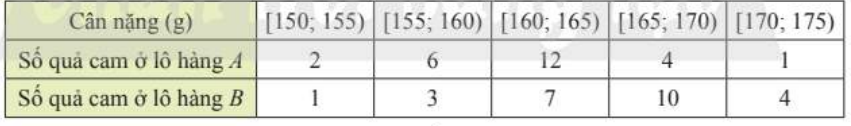 Cân nặng (g) [150; 155) [155; 160) [160; 165) [165; 170) [170; 175)
Số quả cam ở lô hàng A 2 6 12 4 1
Số quả cam ở lô hàng B 1 3 7 10 4